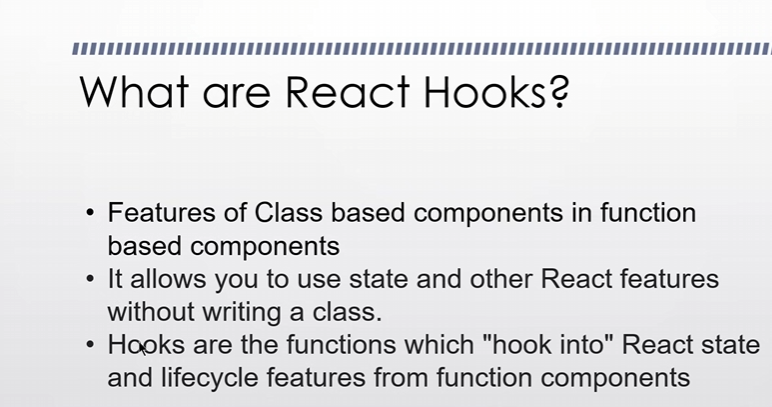 What are React Hooks?
• Features of Class based components in function
based components
• It allows you to use state and other React features
without writing a class.
• Hooks are the functions which "hook into" React state
and lifecycle features from function components